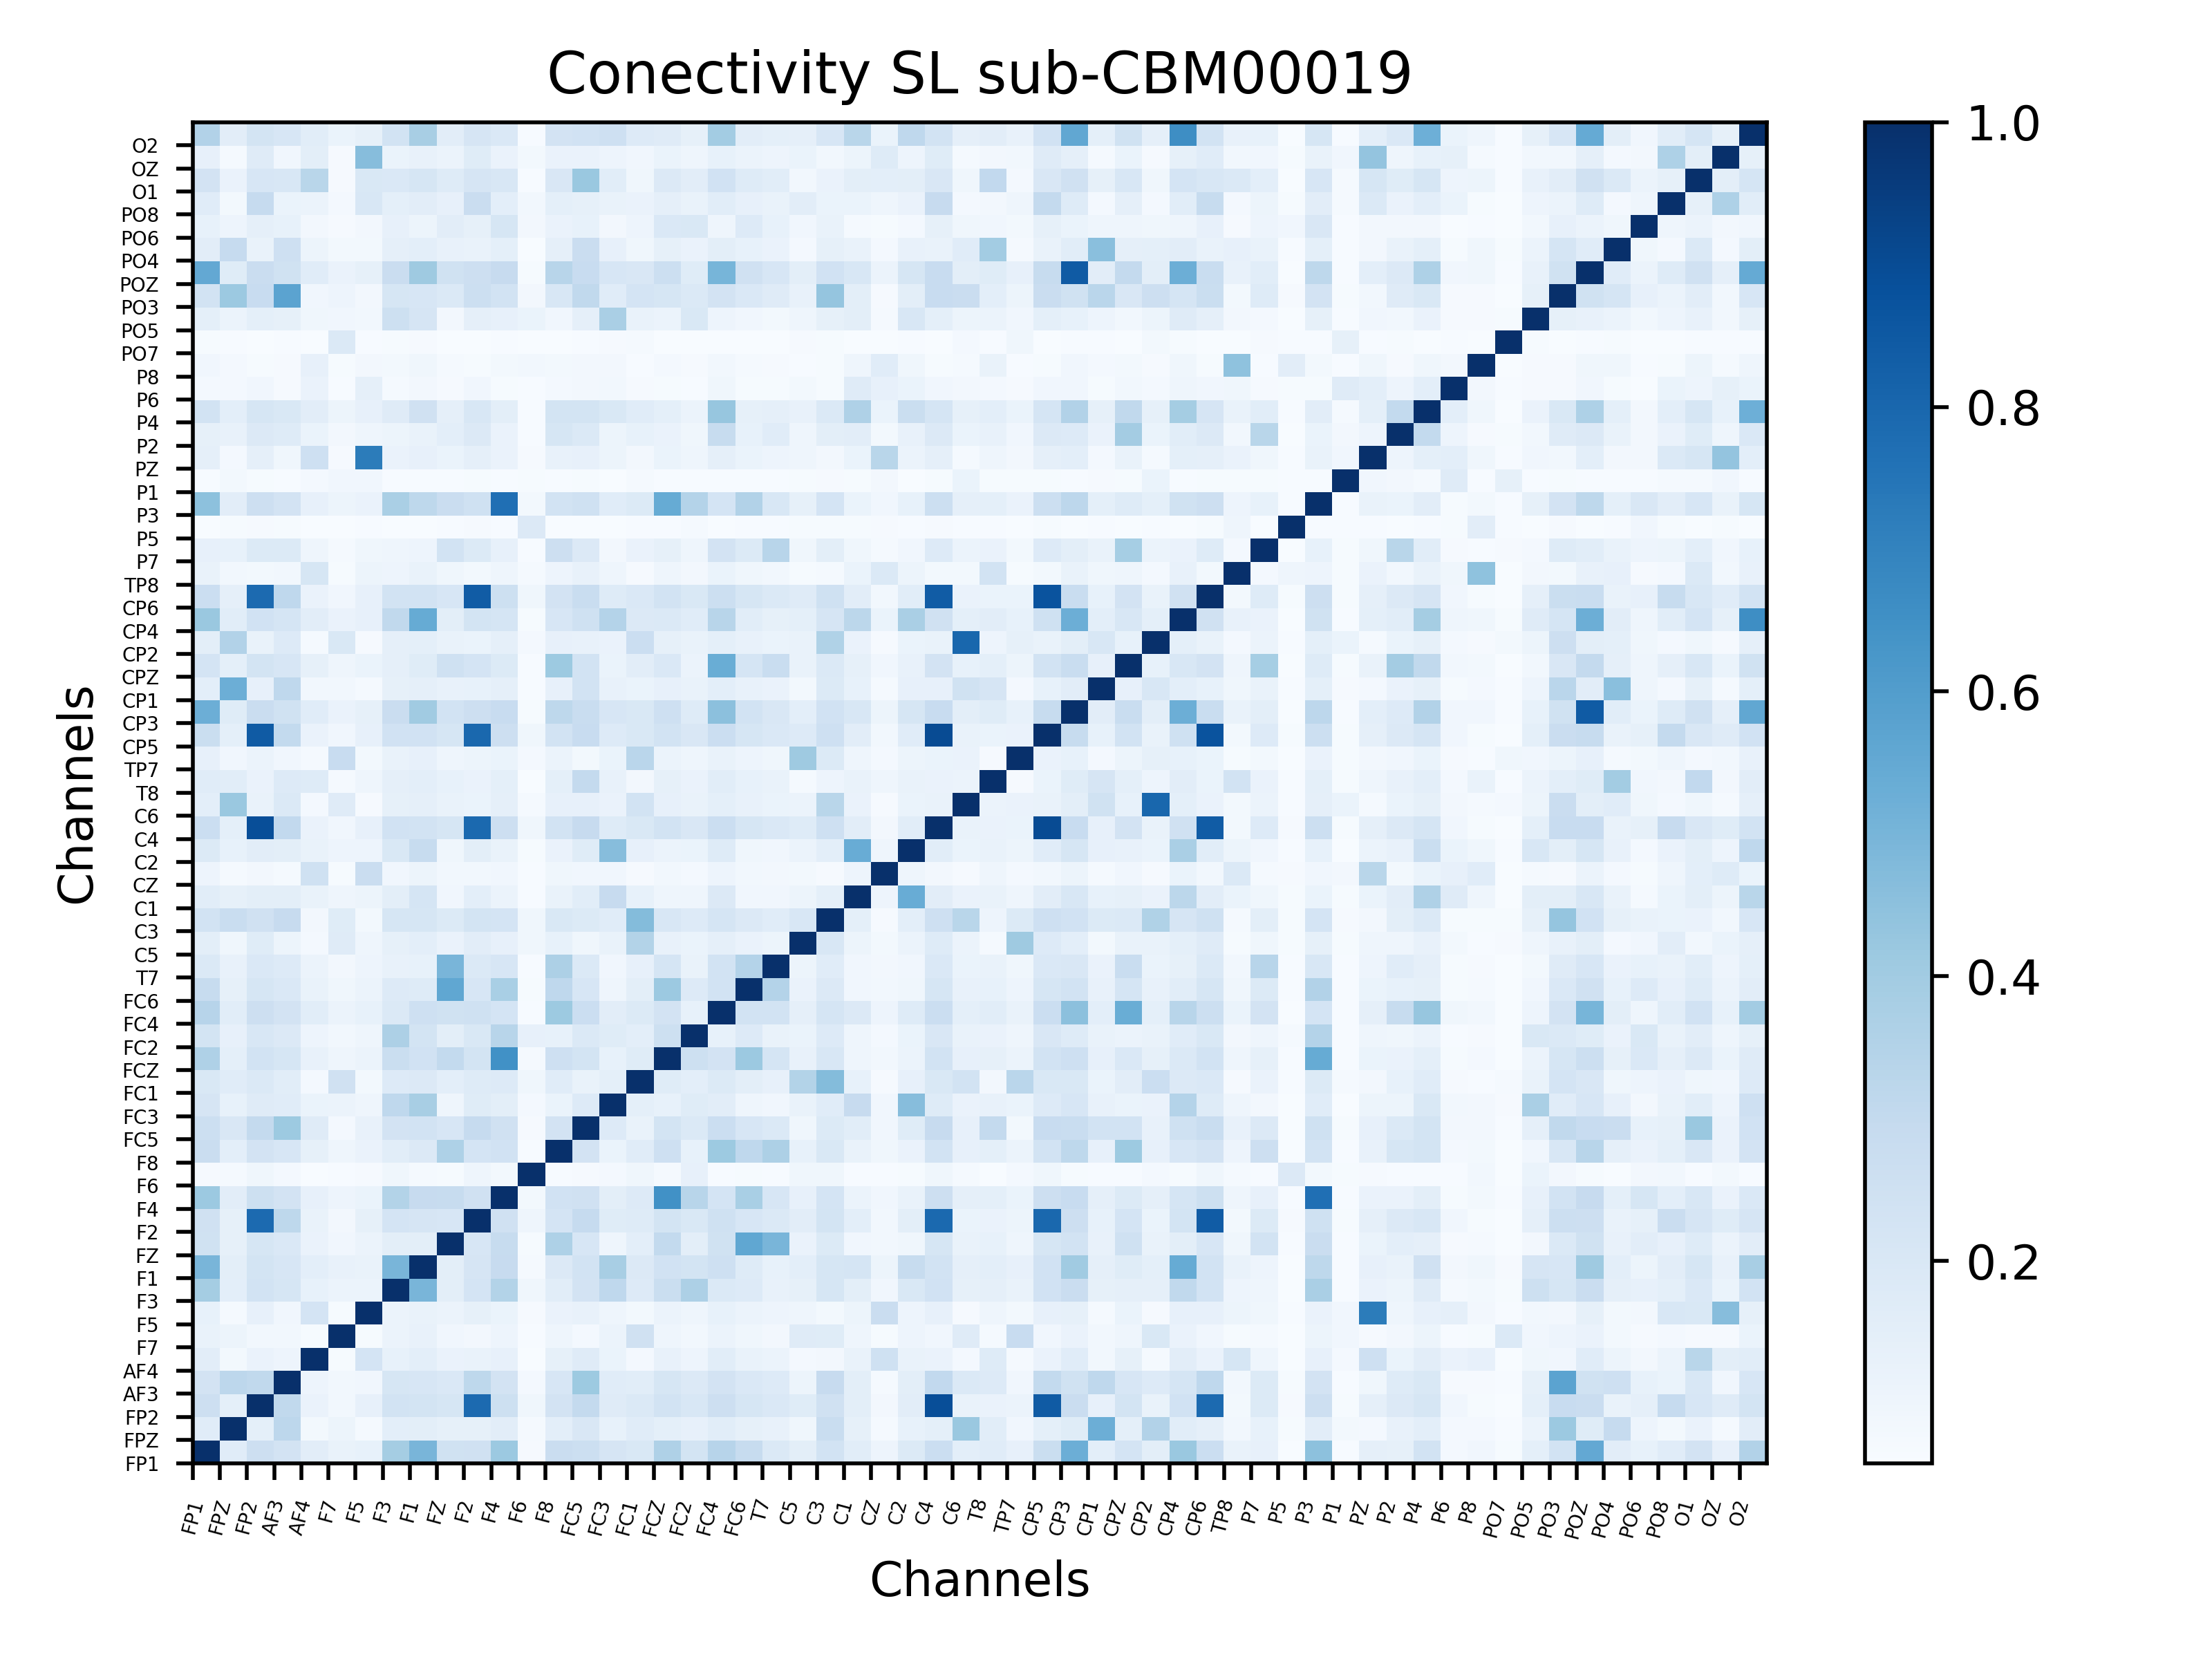 Conectivity SL sub-CBM00019
O2
OZ
O1
PO8
PO6
PO4
POZ
PO3
PO5
PO7
P8
P6
P4
P2
PZ
P1
P3
P5
P7
TP8
CP6
CP4
CP2
CPZ
CP1
CP3
CP5
TP7
T8
C6
C4
C2
CZ
C1
C3
C5
T7
FC6
FC4
FC2
FCZ
FC1
FC3
FC5
F8
F6
F4
F2
FZ
F1
F3
F5
F7
AF4
AF3
FP2
FPZ
FP1
Channels
FP1 FPZ FP2 AF3 AF4 F7 F5 F3 F1 FZ F2 F4 F6 F8 FC5 FC3 FC1 FCZ FC2 FC4 FC6 T7 C5 C3 C1 CZ C2 C4 C6 T8 TP7 CP5 CP3 CP1 CPZ CP2 CP4 CP6 TP8 P7 P5 P3 P1 PZ P2 P4 P6 P8 PO7 PO5 PO3 POZ PO4 PO6 PO8 O1 OZ O2
Channels
1.0
0.8
0.6
0.4
0.2